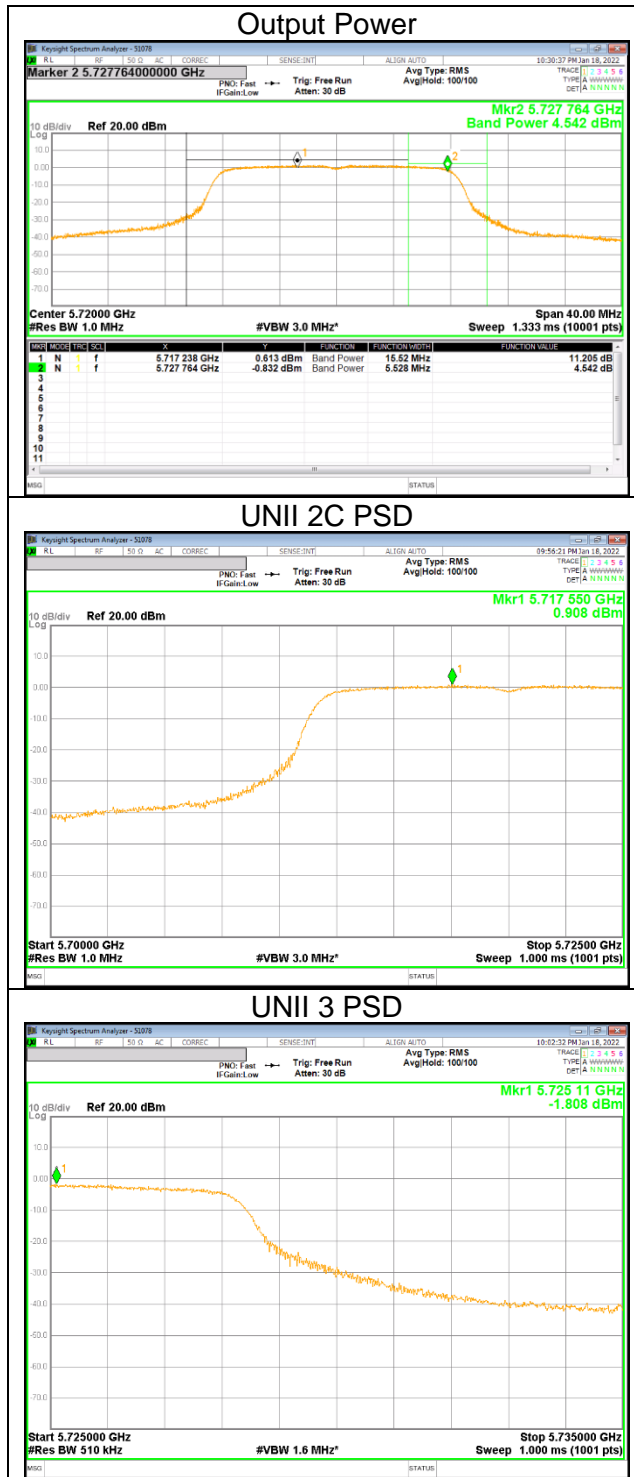 Output Power
Keysight Spectrum Analyzer - 51078
RL RF 50 Ω AC CORREC SENSE:INT ALIGN AUTO 10:30:37 PM Jan 18, 2022
Marker 2 5.727764000000 GHz Avg Type: RMS TRACE 1 2 3 4 5 6
PNO: Fast Trig: Free Run Avg|Hold: 100/100 TYPE A WWWWW
IFGain:Low Atten: 30 dB DET A N N N N N
Mkr2 5.727 764 GHz
10 dB/div Ref 20.00 dBm Band Power 4.542 dBm
Log
10.0
0.00
-10.0
-20.0
-30.0
-40.0
-50.0
-60.0
-70.0
1
2
Center 5.72000 GHz Span 40.00 MHz
#Res BW 1.0 MHz #VBW 3.0 MHz* Sweep 1.333 ms (10001 pts)
MKR MODE TRC SCL X Y FUNCTION FUNCTION WIDTH FUNCTION VALUE
1 N 1 f 5.717 238 GHz 0.613 dBm Band Power 15.52 MHz 11.205 dB
2 N 1 f 5.727 764 GHz -0.832 dBm Band Power 5.528 MHz 4.542 dB
3
4
5
6
7
8
9
10
11
MSG STATUS
UNII 2C PSD
Keysight Spectrum Analyzer - 51078
RL RF 50 Ω AC CORREC SENSE:INT ALIGN AUTO 09:56:21 PM Jan 18, 2022
Avg Type: RMS TRACE 1 2 3 4 5 6
PNO: Fast Trig: Free Run Avg|Hold: 100/100 TYPE A WWWWW
IFGain:Low Atten: 30 dB DET A N N N N N
Mkr1 5.717 550 GHz
10 dB/div Ref 20.00 dBm 0.908 dBm
Log
10.0
0.00
-10.0
-20.0
-30.0
-40.0
-50.0
-60.0
-70.0
1
Start 5.70000 GHz Stop 5.72500 GHz
#Res BW 1.0 MHz #VBW 3.0 MHz* Sweep 1.000 ms (1001 pts)
MSG STATUS
UNII 3 PSD
Keysight Spectrum Analyzer - 51078
RL RF 50 Ω AC CORREC SENSE:INT ALIGN AUTO 10:02:32 PM Jan 18, 2022
Avg Type: RMS TRACE 1 2 3 4 5 6
PNO: Fast Trig: Free Run Avg|Hold: 100/100 TYPE A WWWWW
IFGain:Low Atten: 30 dB DET A N N N N N
Mkr1 5.725 11 GHz
10 dB/div Ref 20.00 dBm -1.808 dBm
Log
10.0
0.00
-10.0
-20.0
-30.0
-40.0
-50.0
-60.0
-70.0
1
Start 5.725000 GHz Stop 5.735000 GHz
#Res BW 510 kHz #VBW 1.6 MHz* Sweep 1.000 ms (1001 pts)
MSG STATUS